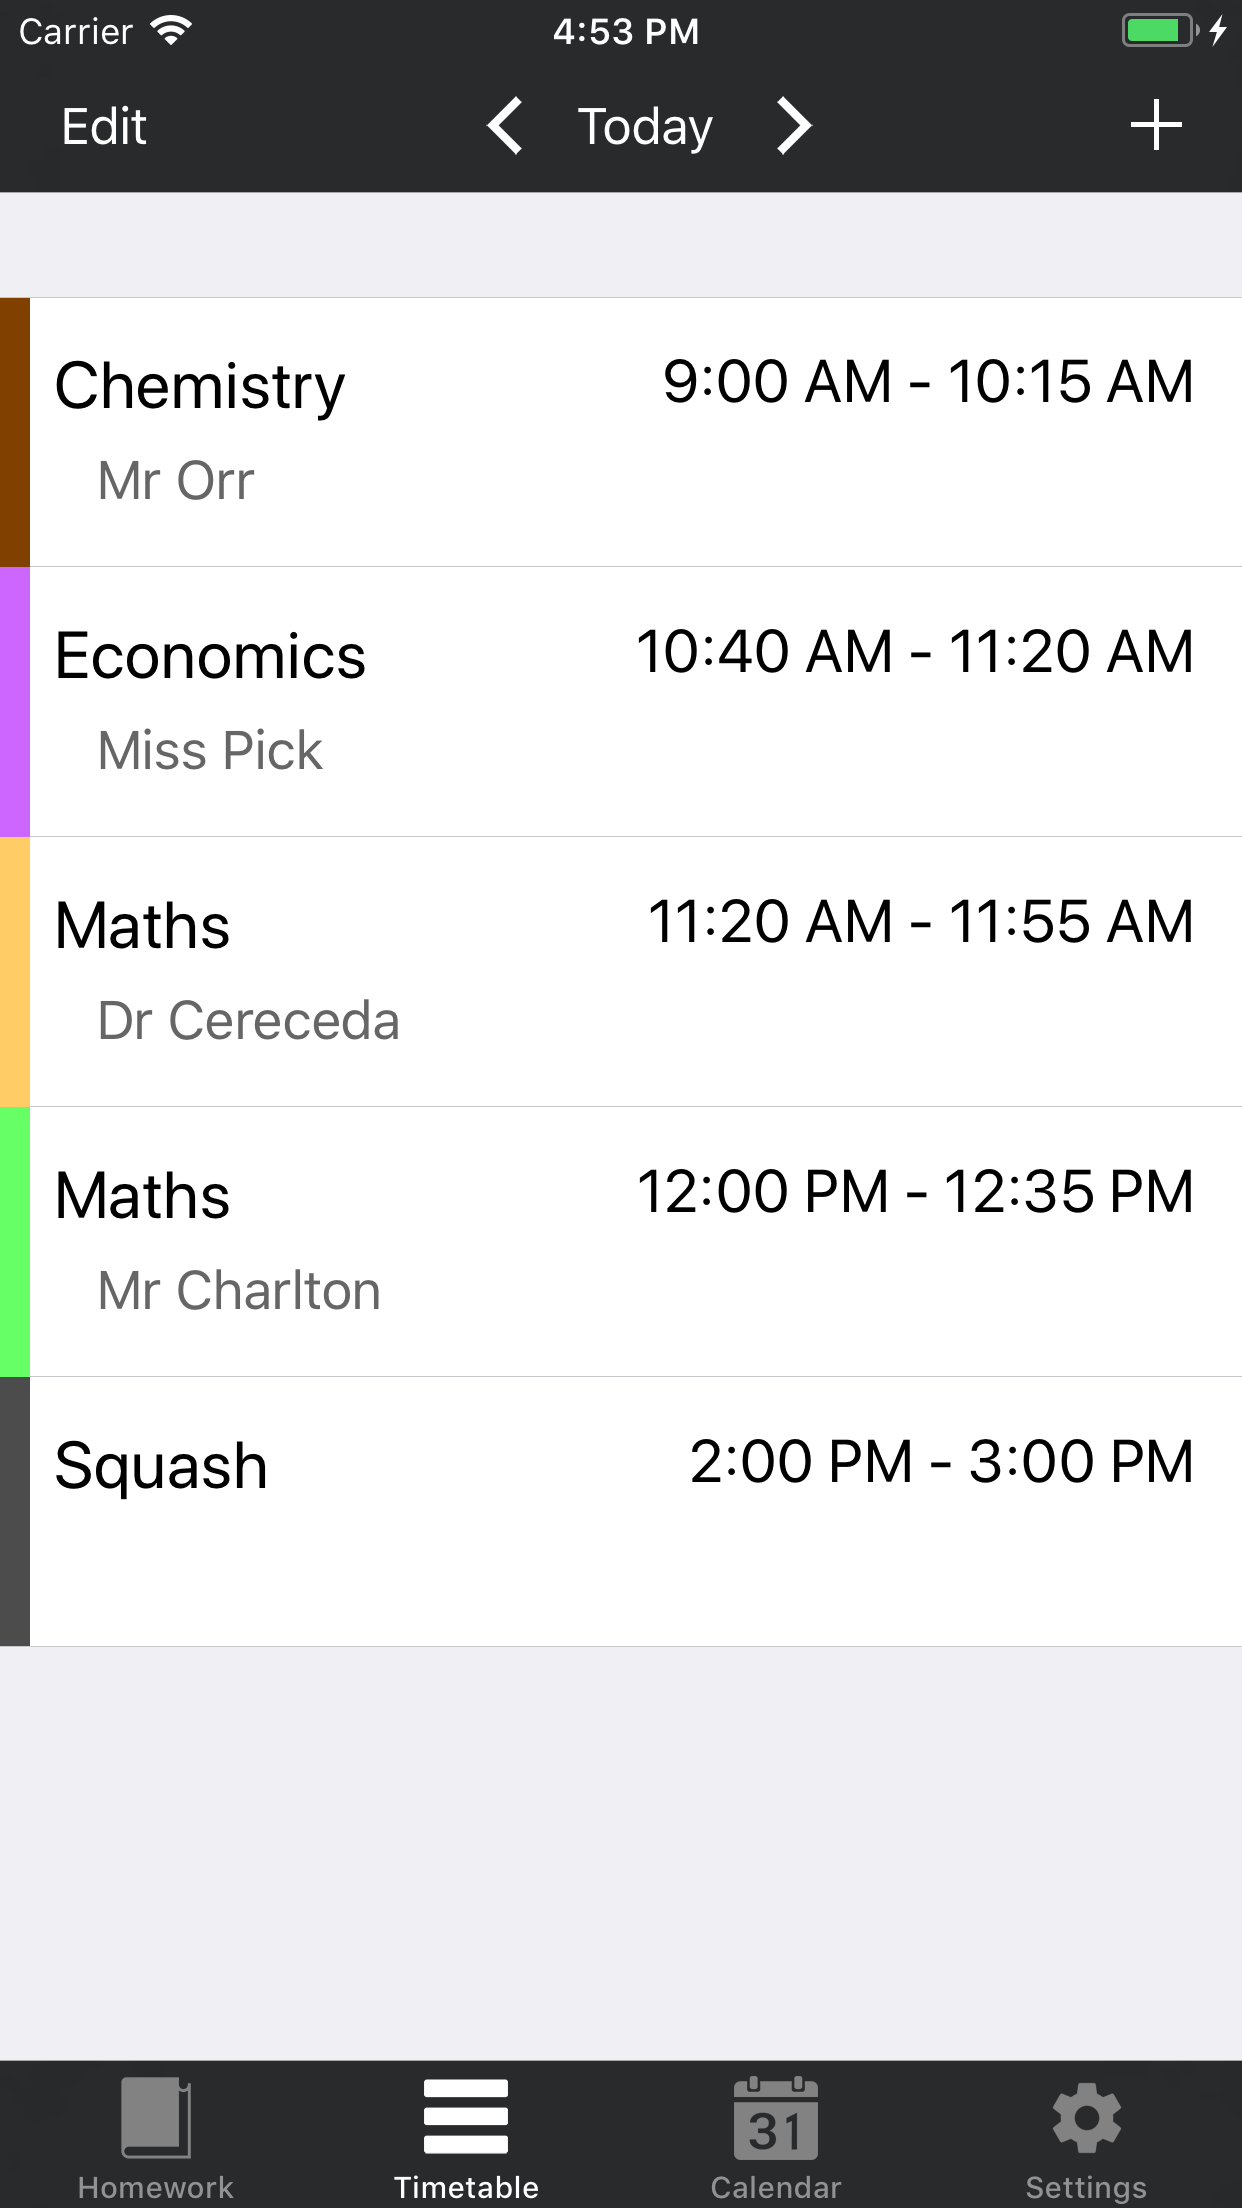 Carrier 4:53 PM
Edit Today
Chemistry 9:00 AM - 10:15 AM
Mr Orr
Economics 10:40 AM - 11:20 AM
Miss Pick
Maths 11:20 AM - 11:55 AM
Dr Cereceda
Maths 12:00 PM - 12:35 PM
Mr Charlton
Squash 2:00 PM - 3:00 PM
31
Homework Timetable Calendar Settings